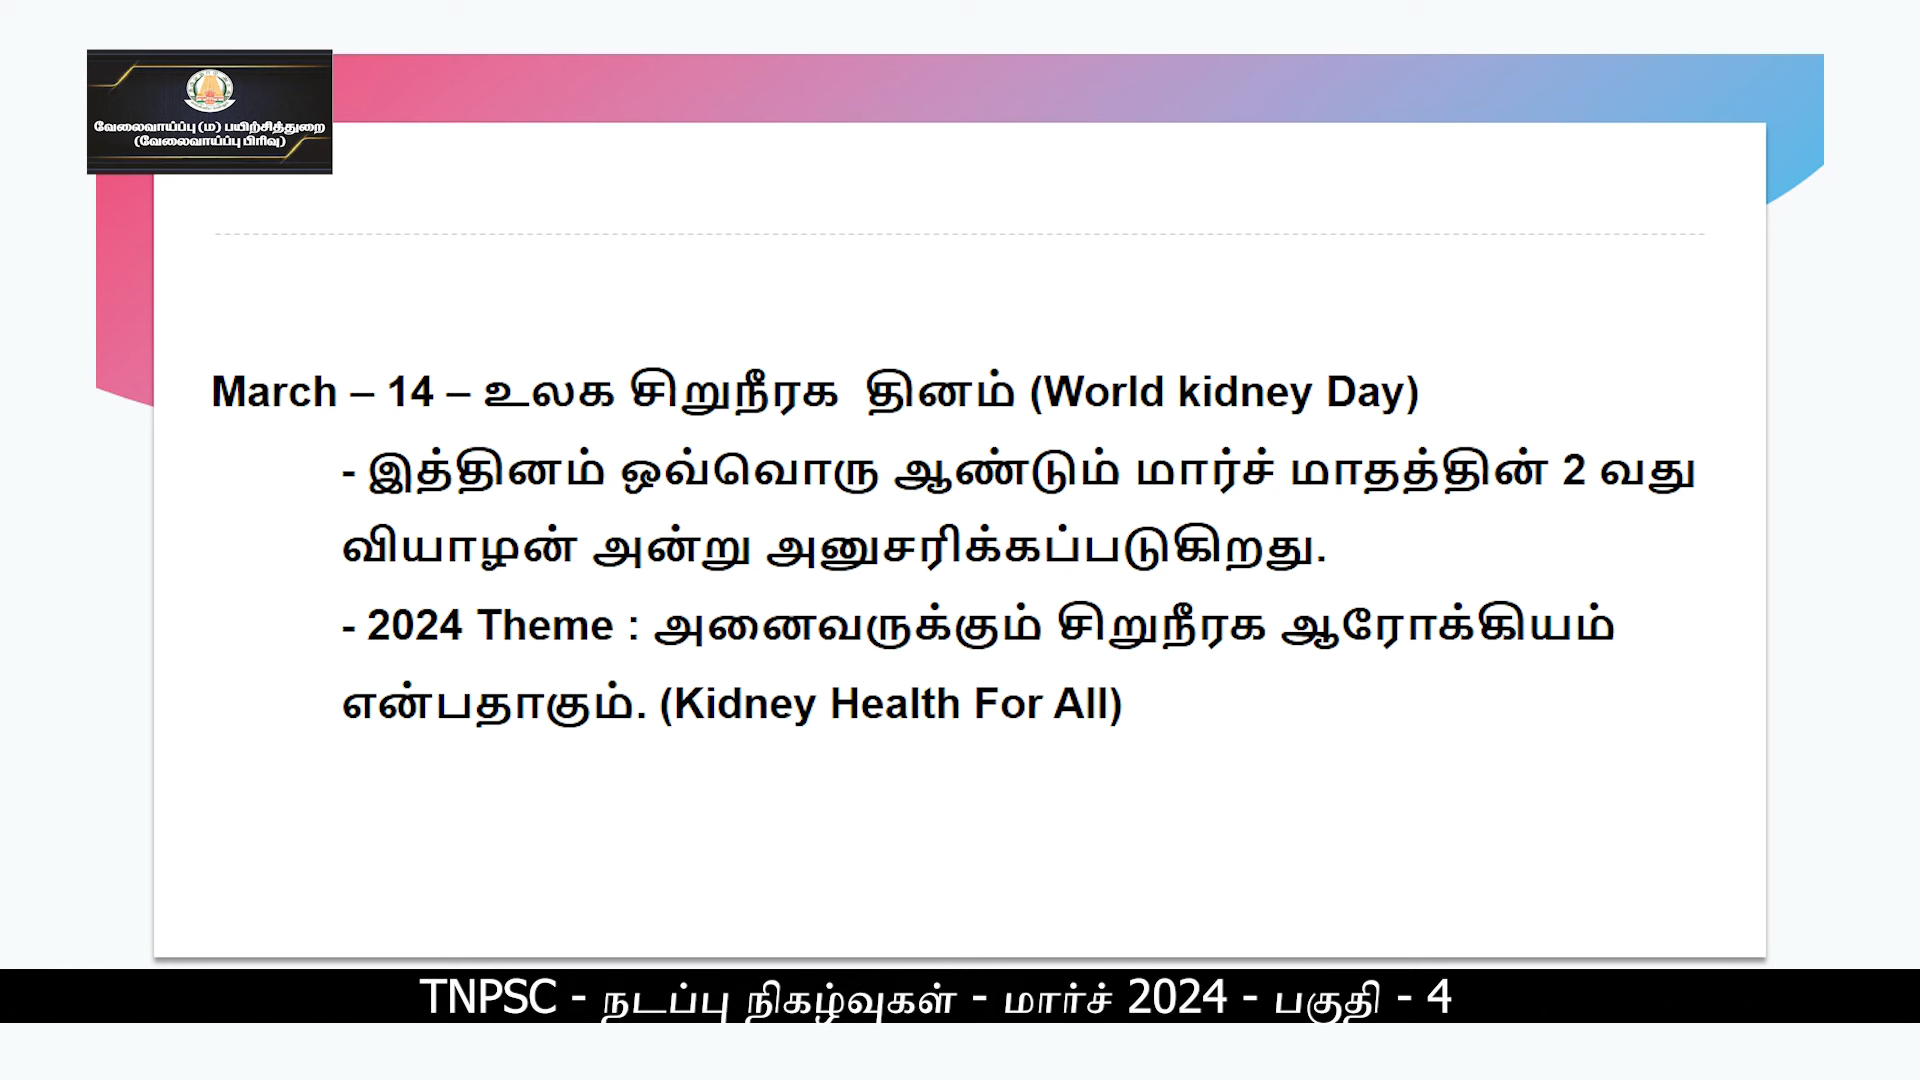 வேலைவாய்ப்பு (ம) பயிற்சித்துறை
(வேலைவாய்ப்பு பிரிவு)
March – 14 – உலக சிறுநீரக தினம் (World kidney Day)
- இத்தினம் ஒவ்வொரு ஆண்டும் மார்ச் மாதத்தின் 2 வது
வியாழன் அன்று அனுசரிக்கப்படுகிறது.
- 2024 Theme : அனைவருக்கும் சிறுநீரக ஆரோக்கியம்
என்பதாகும். (Kidney Health For All)
TNPSC - நடப்பு நிகழ்வுகள் - மார்ச் 2024 - பகுதி - 4